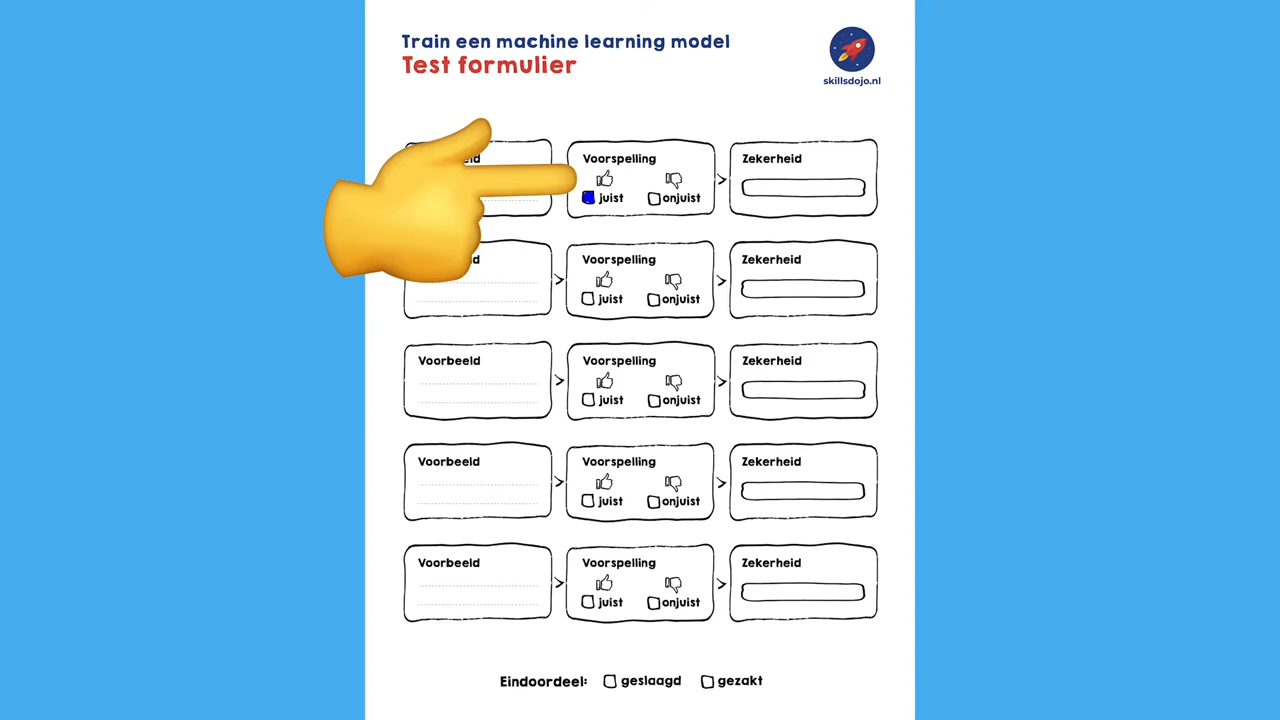 Train een machine learning model
Test formulier
skillsdojo.nl
Voorspelling
juist onjuist
Zekerheid
Voorspelling
juist onjuist
Zekerheid
Voorbeeld
Voorspelling
juist onjuist
Zekerheid
Voorbeeld
Voorspelling
juist onjuist
Zekerheid
Voorbeeld
Voorspelling
juist onjuist
Zekerheid
Eindoordeel: geslaagd gezakt